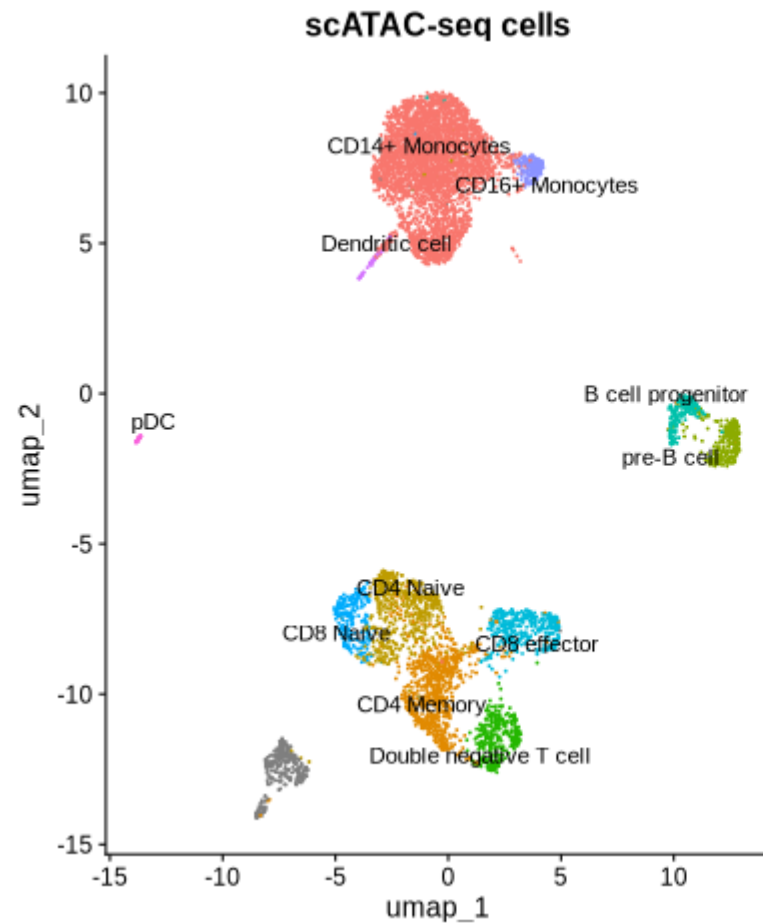 scATAC-seq cells
10
CD14+ Monocytes
CD16+ Monocytes
5
Dendritic cell
0
B cell progenitor
pDC
pre-B cell
umap_2
-5
CD4 Naive
CD8 Naive
CD8 effector
-10
CD4 Memory
Double negative T cell
-15
-15 -10 -5 0 5 10
umap_1